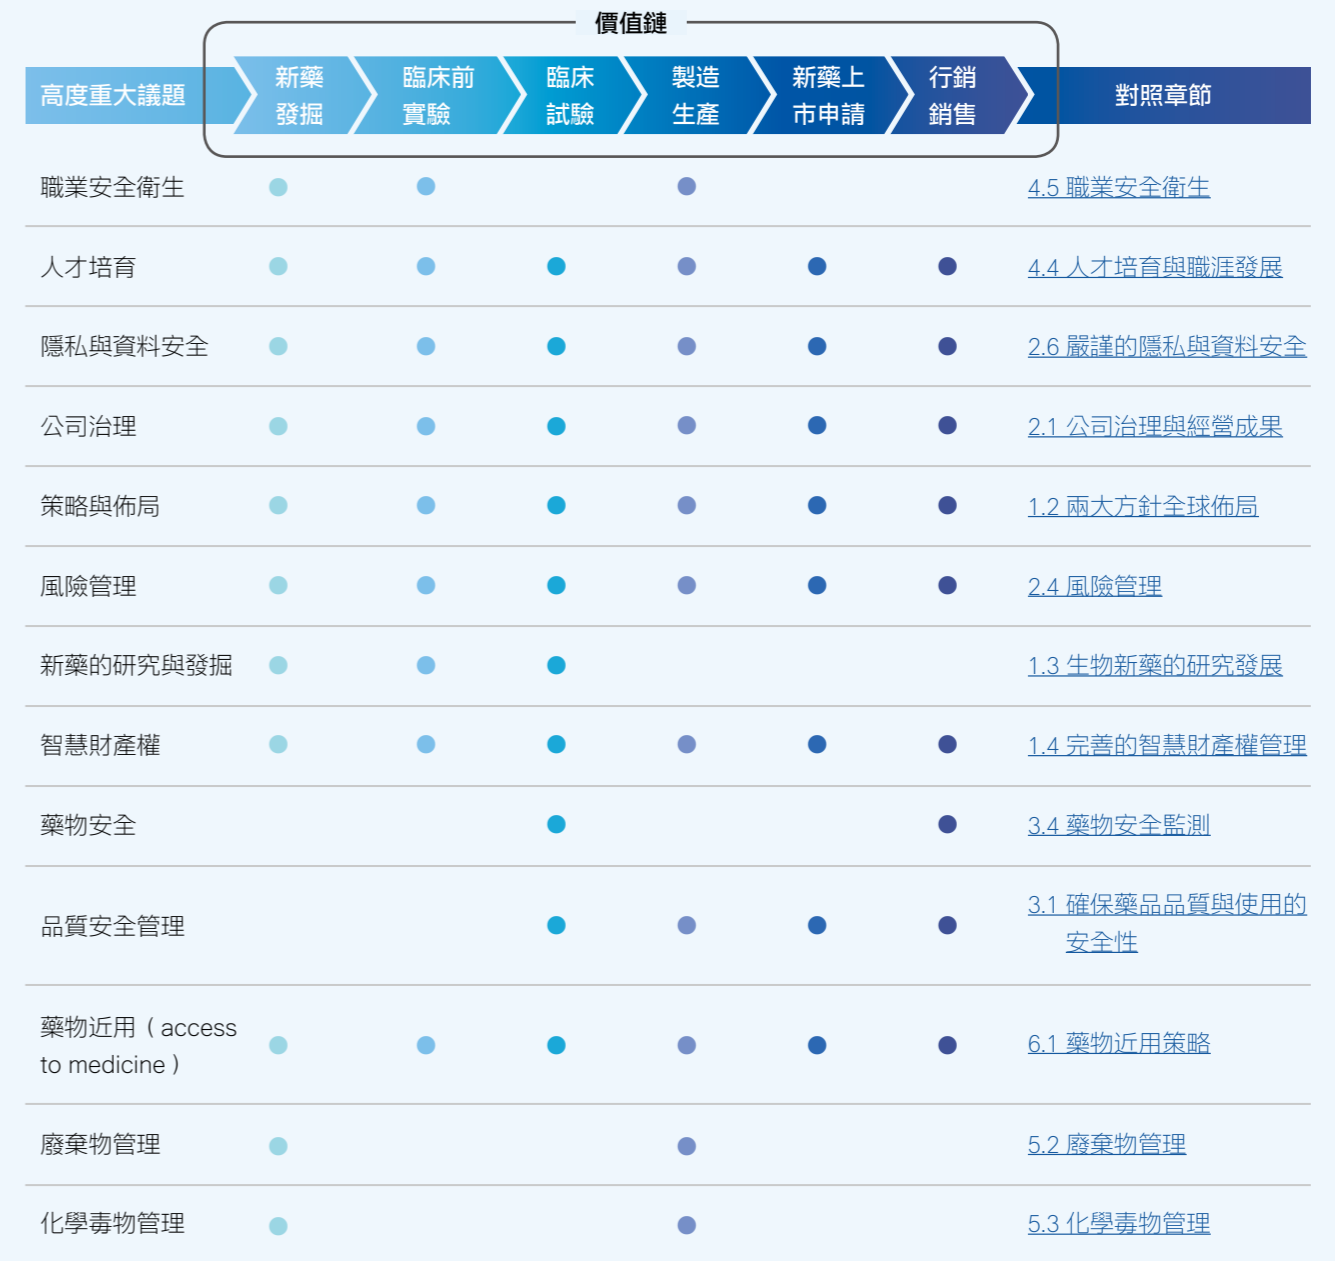 價值鏈
高度重大議題
新藥
發掘
臨床前
實驗
臨床
試驗
製造
生產
新藥上
市申請
行銷
銷售
對照章節
職業安全衛生
4.5 職業安全衛生
人才培育
4.4 人才培育與職涯發展
隱私與資料安全
2.6 嚴謹的隱私與資料安全
公司治理
2.1 公司治理與經營成果
策略與佈局
1.2 兩大方針全球佈局
風險管理
2.4 風險管理
新藥的研究與發掘
1.3 生物新藥的研究發展
智慧財產權
1.4 完善的智慧財產權管理
藥物安全
3.4 藥物安全監測
品質安全管理
3.1 確保藥品品質與使用的
安全性
藥物近用（access
to medicine）
6.1 藥物近用策略
廢棄物管理
5.2 廢棄物管理
化學毒物管理
5.3 化學毒物管理